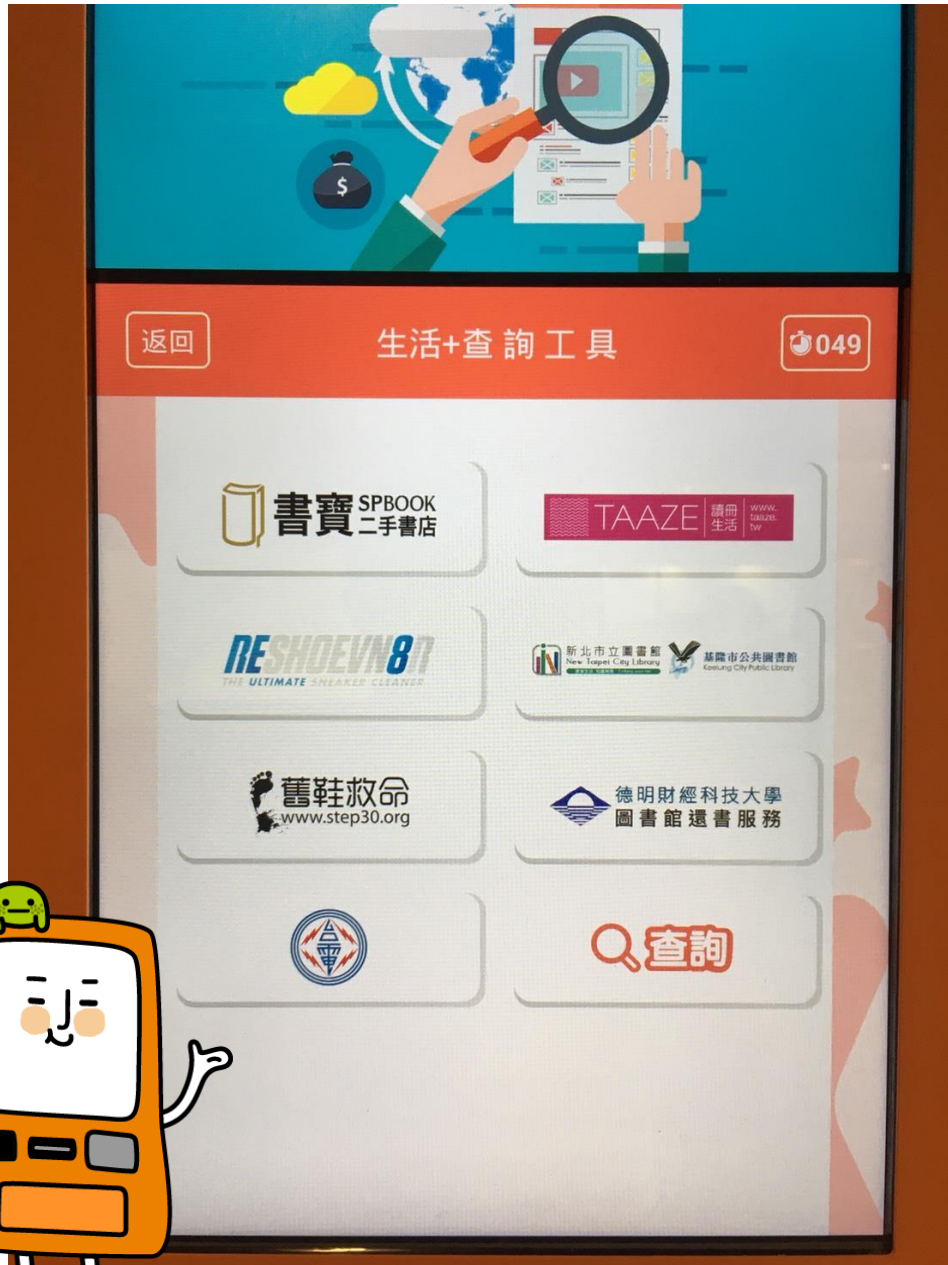 $
返回
生活+查詢工具
049
書寶 SPBOOK
二手書店
TAAZE 讀冊生活 www.taaze.tw
RESHOEVN8R
THE ULTIMATE SNEAKER CLEANER
新北市立圖書館
New Taipei City Library
基隆市公共圖書館
Keelung City Public Library
舊鞋救命
www.step30.org
德明財經科技大學
圖書館還書服務
台電
查詢